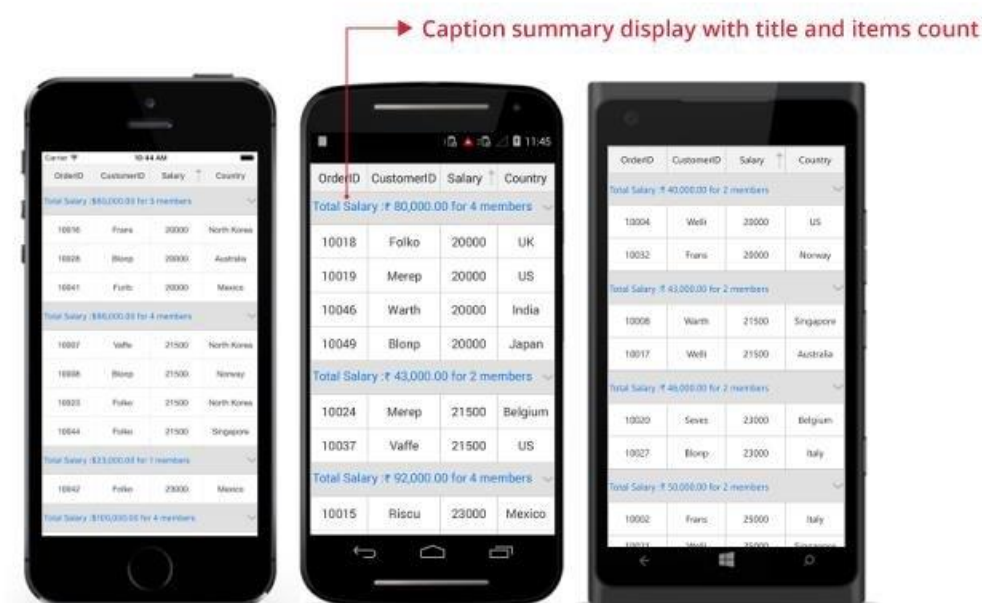 Caption summary display with title and items count
Carrier 10:44 AM
OrderID CustomerID Salary Country
Total Salary :$60,000.00 for 3 members
10016 Frans 20000 North Korea
10028 Blonp 20000 Australia
10041 Furib 20000 Mexico
Total Salary :$86,000.00 for 4 members
10007 Vaffe 21500 North Korea
Blonp 21500 Norway
10023 Folko 21500 North Korea
10044 Folko 21500 Singapore
Total Salary :$23,000.00 for 1 members
10042 Folko 23000 Mexico
Total Salary :$100,000.00 for 4 members
11:45
OrderID CustomerID Salary Country
Total Salary :₹ 80,000.00 for 4 members
10018 Folko 20000 UK
10019 Merep 20000 US
10046 Warth 20000 India
10049 Blonp 20000 Japan
Total Salary :₹ 43,000.00 for 2 members
10024 Merep 21500 Belgium
10037 Vaffe 21500 US
Total Salary :₹ 92,000.00 for 4 members
10015 Riscu 23000 Mexico
OrderID CustomerID Salary Country
Total Salary :₹ 40,000.00 for 2 members
10004 Welli 20000 US
10032 Frans 20000 Norway
Total Salary :₹ 43,000.00 for 2 members
10008 Warth 21500 Singapore
10017 Welli 21500 Australia
Total Salary :₹ 46,000.00 for 2 members
10020 Seves 23000 Belgium
10027 Blonp 23000 Italy
Total Salary :₹ 50,000.00 for 2 members
10002 Frans 25000 Italy
10021 Welli 25000 Singapore